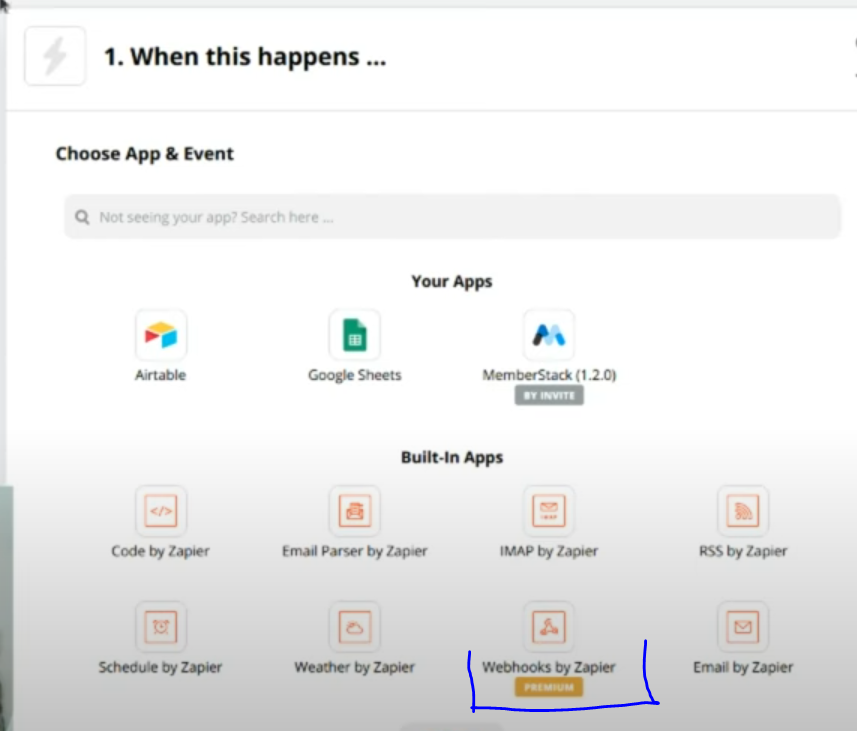 1. When this happens ...
Choose App & Event
Not seeing your app? Search here ...
Your Apps
Airtable
Google Sheets
MemberStack (1.2.0)
BY INVITE
Built-In Apps
</>
IMAP
Code by Zapier
Email Parser by Zapier
IMAP by Zapier
RSS by Zapier
Schedule by Zapier
Weather by Zapier
Webhooks by Zapier
PREMIUM
Email by Zapier